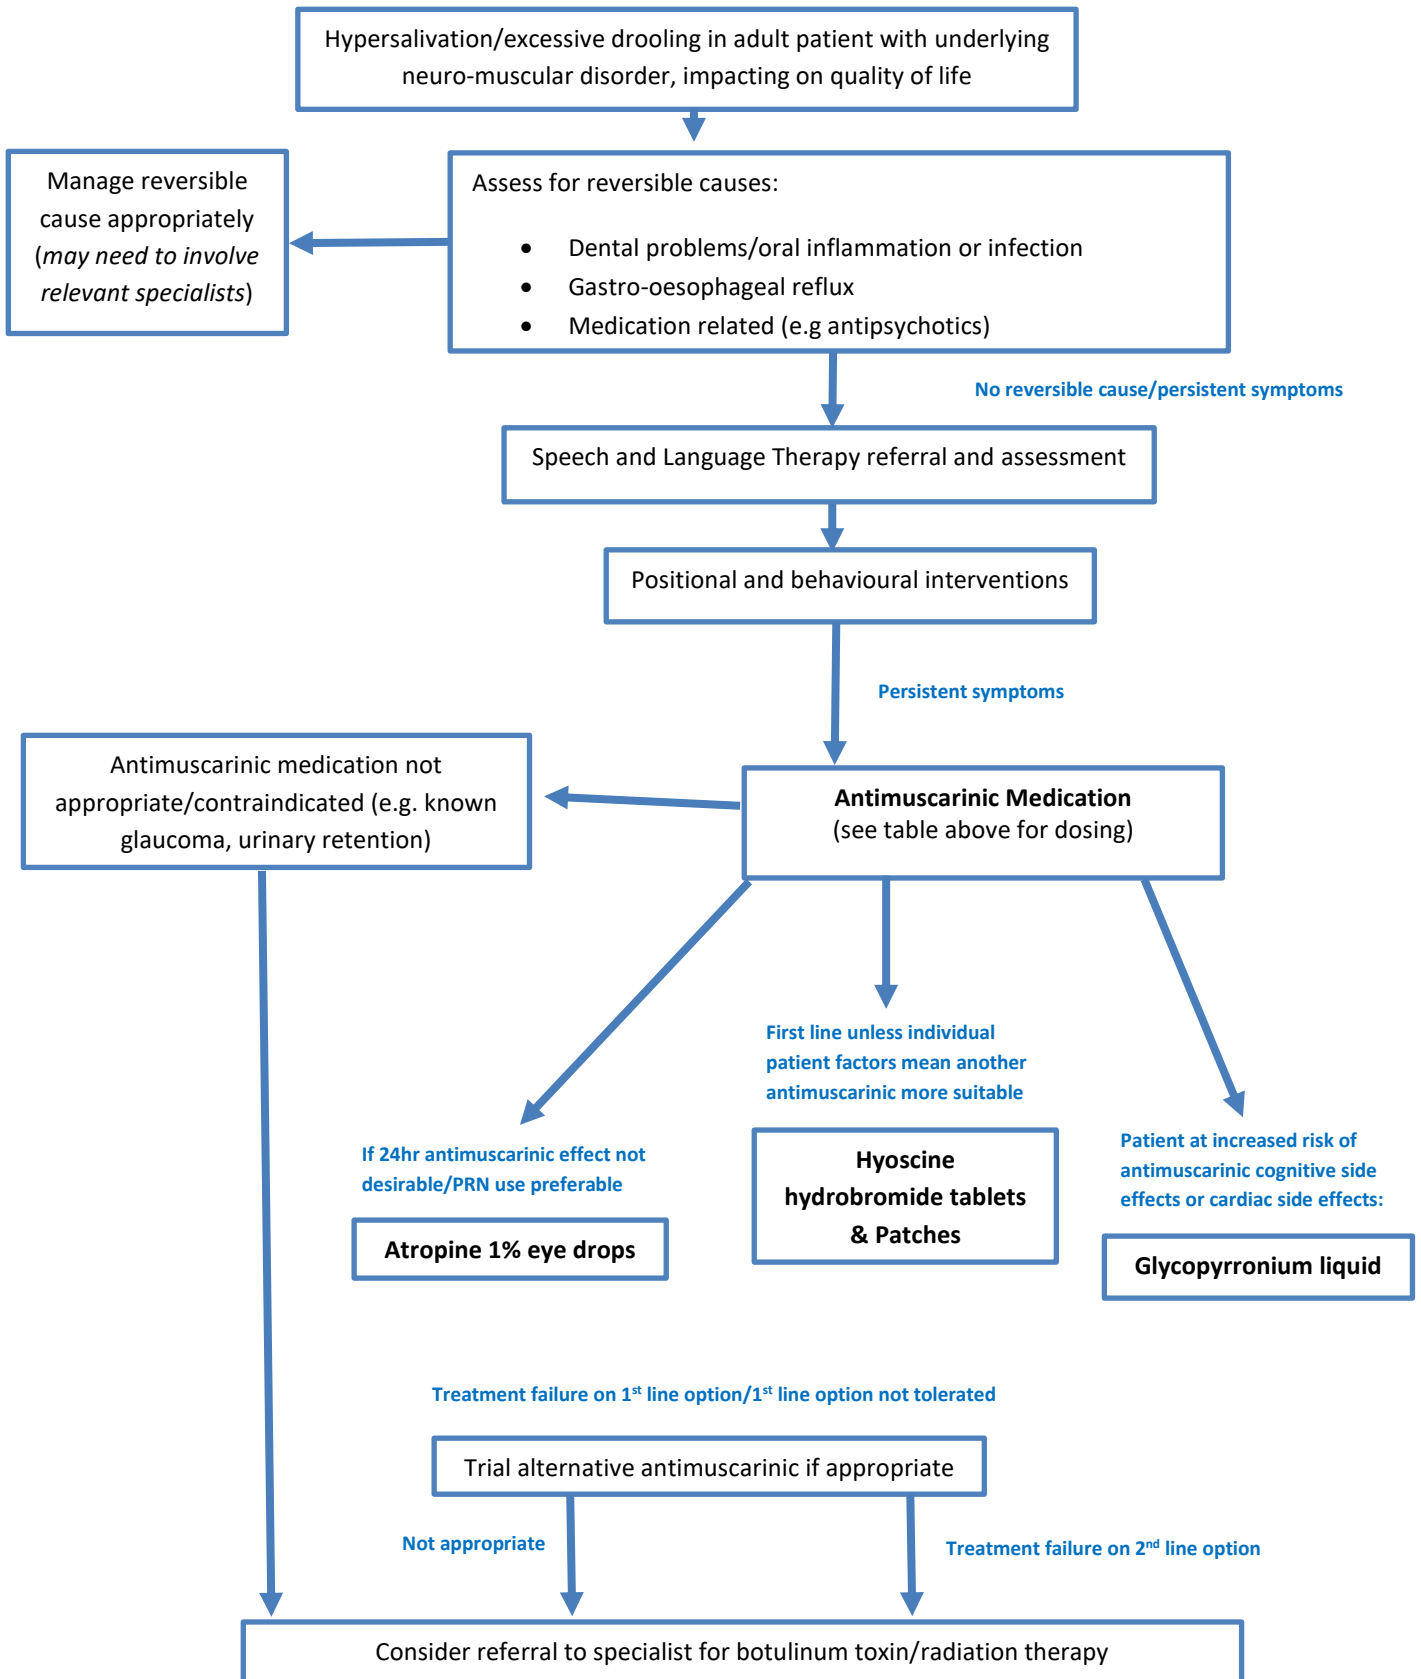 Hypersalivation/excessive drooling in adult patient with underlying
neuro-muscular disorder, impacting on quality of life
Manage reversible
cause appropriately
(may need to involve
relevant specialists)
Assess for reversible causes:
• Dental problems/oral inflammation or infection
• Gastro-oesophageal reflux
• Medication related (e.g antipsychotics)
No reversible cause/persistent symptoms
Speech and Language Therapy referral and assessment
Positional and behavioural interventions
Persistent symptoms
Antimuscarinic medication not
appropriate/contraindicated (e.g. known
glaucoma, urinary retention)
Antimuscarinic Medication
(see table above for dosing)
If 24hr antimuscarinic effect not
desirable/PRN use preferable
Atropine 1% eye drops
First line unless individual
patient factors mean another
antimuscarinic more suitable
Hyoscine
hydrobromide tablets
& Patches
Patient at increased risk of
antimuscarinic cognitive side
effects or cardiac side effects:
Glycopyrronium liquid
Treatment failure on 1st line option/1st line option not tolerated
Trial alternative antimuscarinic if appropriate
Not appropriate
Treatment failure on 2nd line option
Consider referral to specialist for botulinum toxin/radiation therapy